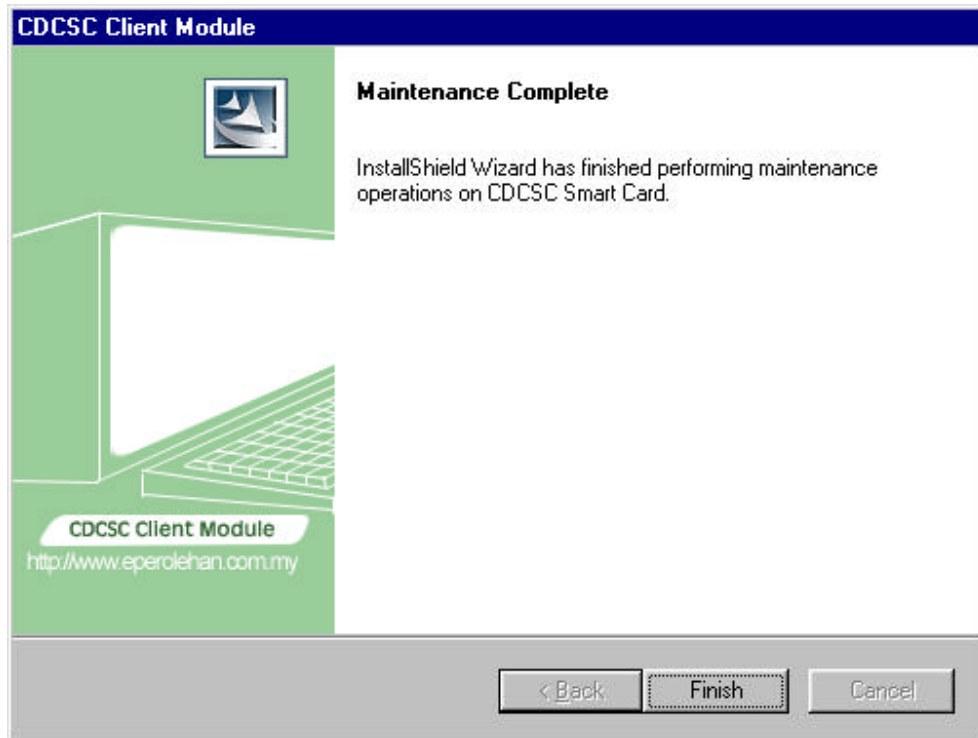 CDCSC Client Module
Maintenance Complete
InstallShield Wizard has finished performing maintenance
operations on CDCSC Smart Card.
CDCSC Client Module
http://www.eperolehan.com.my
< Back
Finish
Cancel